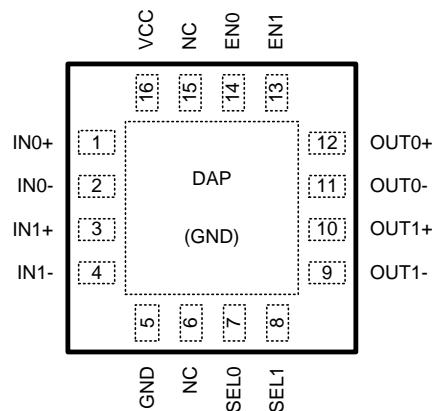 VCC NC EN0 EN1
16 15 14 13
IN0+ 1 12 OUT0+
IN0- 2 DAP 11 OUT0-
IN1+ 3 (GND) 10 OUT1+
IN1- 4 9 OUT1-
5 6 7 8
GND NC SEL0 SEL1